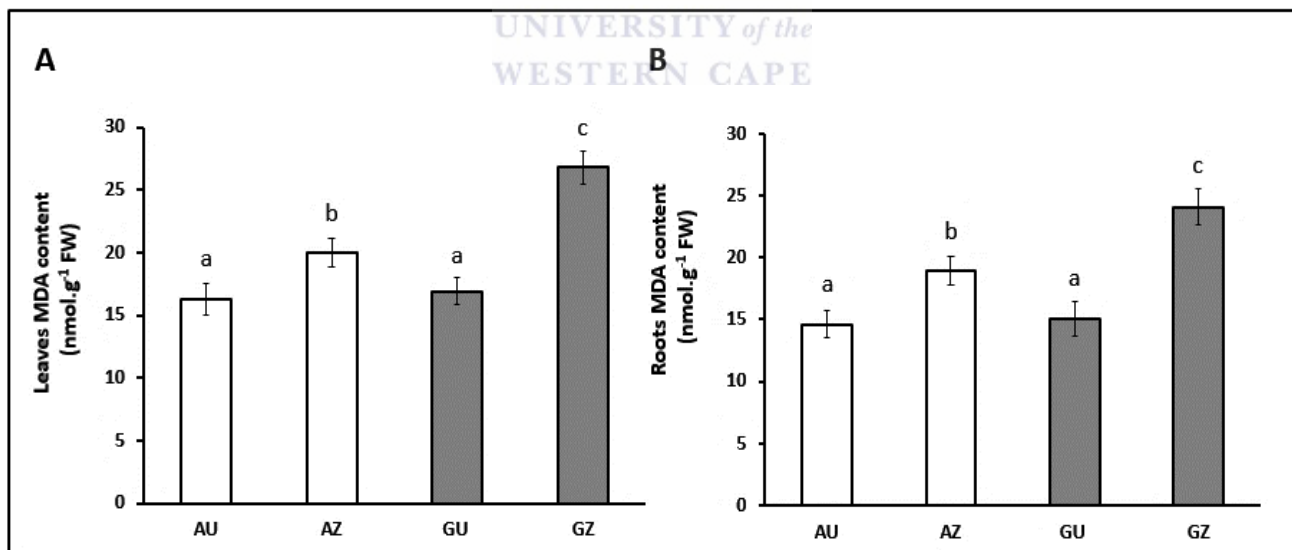 UNIVERSITY of the
WESTERN CAPE
A
Leaves MDA content
(nmol.g⁻¹ FW)
30
25
20
15
10
5
0
a
b
a
c
AU AZ GU GZ
B
Roots MDA content
(nmol.g⁻¹ FW)
30
25
20
15
10
5
0
a
b
a
c
AU AZ GU GZ